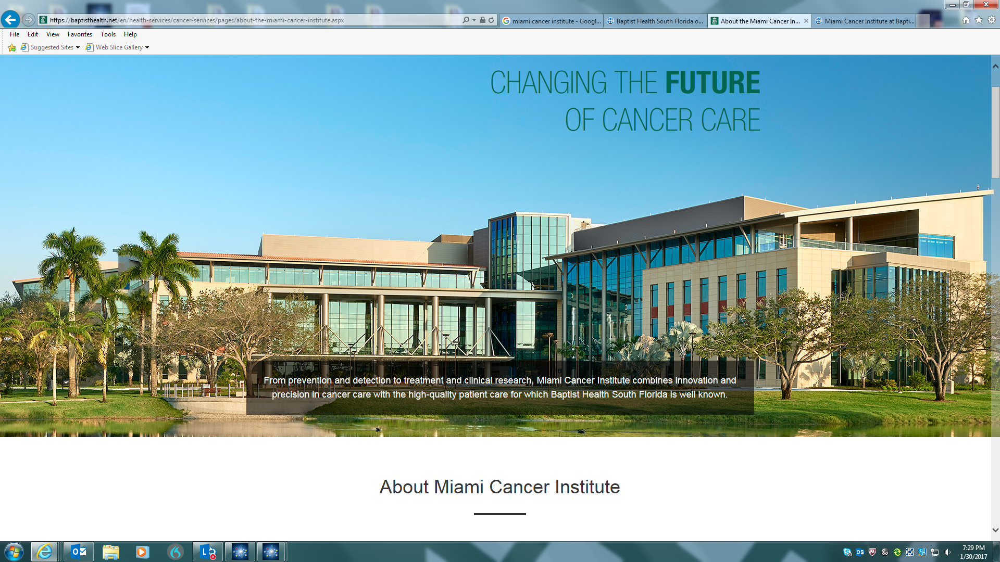 https://baptisthealth.net/en/health-services/cancer-services/pages/about-the-miami-cancer-institute.aspx
miami cancer institute - Googl...
Baptist Health South Florida o...
About the Miami Cancer In...
Miami Cancer Institute at Bapti...
File Edit View Favorites Tools Help
Suggested Sites Web Slice Gallery
CHANGING THE FUTURE
OF CANCER CARE
From prevention and detection to treatment and clinical research, Miami Cancer Institute combines innovation and
precision in cancer care with the high-quality patient care for which Baptist Health South Florida is well known.
About Miami Cancer Institute
7:29 PM
1/30/2017